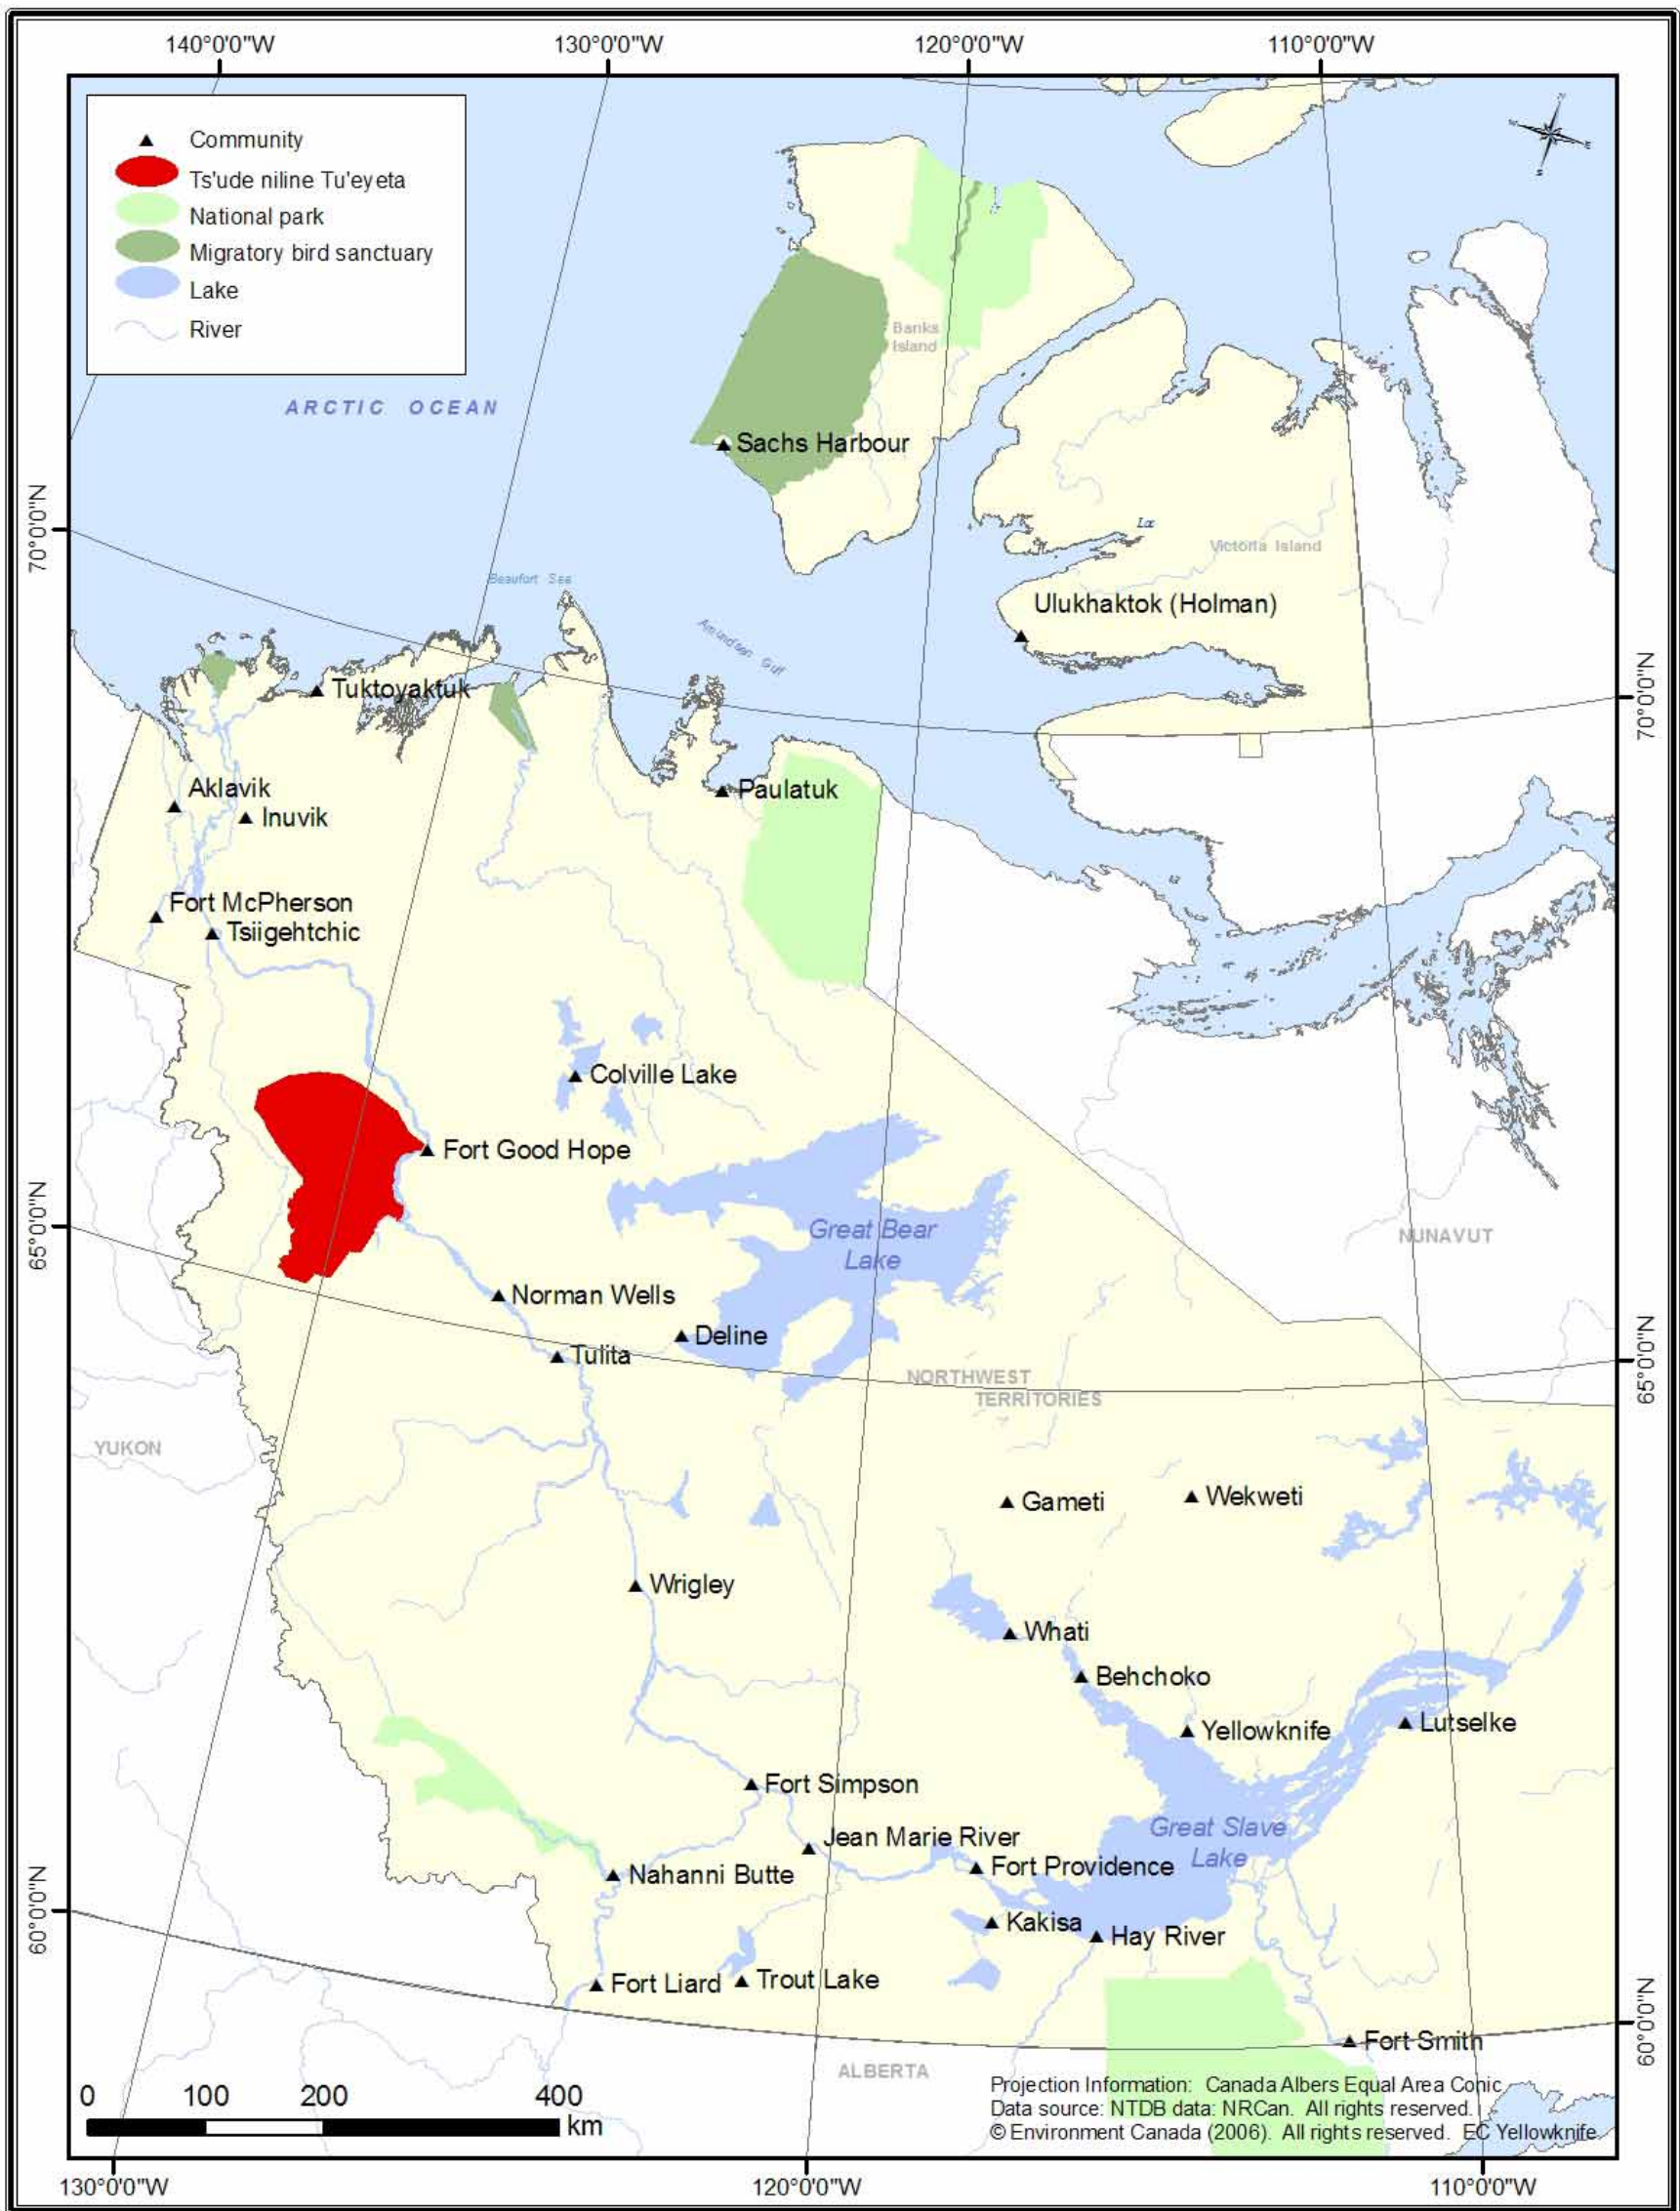 140°0'0"W
130°0'0"W
120°0'0"W
110°0'0"W
Community
Ts'ude niline Tu'eyeta
National park
Migratory bird sanctuary
Lake
River
ARCTIC OCEAN
Banks
Island
Sachs Harbour
70°0'0"N
Lac
Victoria Island
Beaufort Sea
Ulukhaktok (Holman)
Amundsen Gulf
70°0'0"N
Tuktoyaktuk
Aklavik
Inuvik
Paulatuk
Fort McPherson
Tsiigehtchic
Colville Lake
Fort Good Hope
65°0'0"N
Great Bear
Lake
NUNAVUT
Norman Wells
Deline
Tulita
65°0'0"N
NORTHWEST
TERRITORIES
YUKON
Gameti
Wekweti
Wrigley
Whati
Behchoko
Yellowknife
Lutselke
Fort Simpson
Jean Marie River
Great Slave
Lake
Fort Providence
Nahanni Butte
60°0'0"N
Kakisa
Hay River
Fort Liard
Trout Lake
60°0'0"N
Fort Smith
ALBERTA
0 100 200 400
km
Projection Information: Canada Albers Equal Area Conic
Data source: NTDB data: NRCan. All rights reserved.
© Environment Canada (2006). All rights reserved. EC Yellowknife
130°0'0"W
120°0'0"W
110°0'0"W